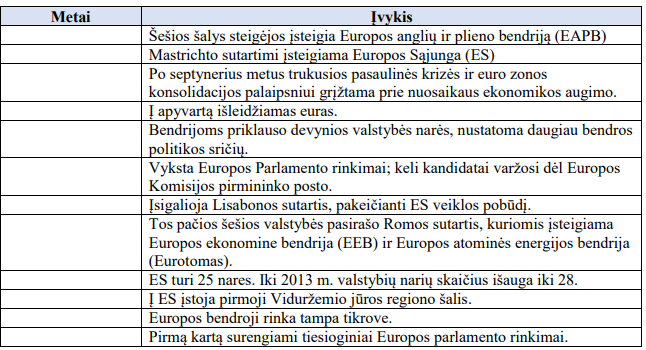 Metai Įvykis
Šešios šalys steigėjos įsteigia Europos anglių ir plieno bendriją (EAPB)
Mastrichto sutartimi įsteigiama Europos Sąjunga (ES)
Po septynerius metus trukusios pasaulinės krizės ir euro zonos
konsolidacijos palaipsniui grįžtama prie nuosaikaus ekonomikos augimo.
Į apyvartą išleidžiamas euras.
Bendrijoms priklauso devynios valstybės narės, nustatoma daugiau bendros
politikos sričių.
Vyksta Europos Parlamento rinkimai; keli kandidatai varžosi dėl Europos
Komisijos pirmininko posto.
Įsigalioja Lisabonos sutartis, pakeičianti ES veiklos pobūdį.
Tos pačios šešios valstybės pasirašo Romos sutartis, kuriomis įsteigiama
Europos ekonomine bendrija (EEB) ir Europos atominės energijos bendrija
(Eurotomas).
ES turi 25 nares. Iki 2013 m. valstybių narių skaičius išauga iki 28.
Į ES įstoja pirmoji Viduržemio jūros regiono šalis.
Europos bendroji rinka tampa tikrove.
Pirmą kartą surengiami tiesioginiai Europos parlamento rinkimai.